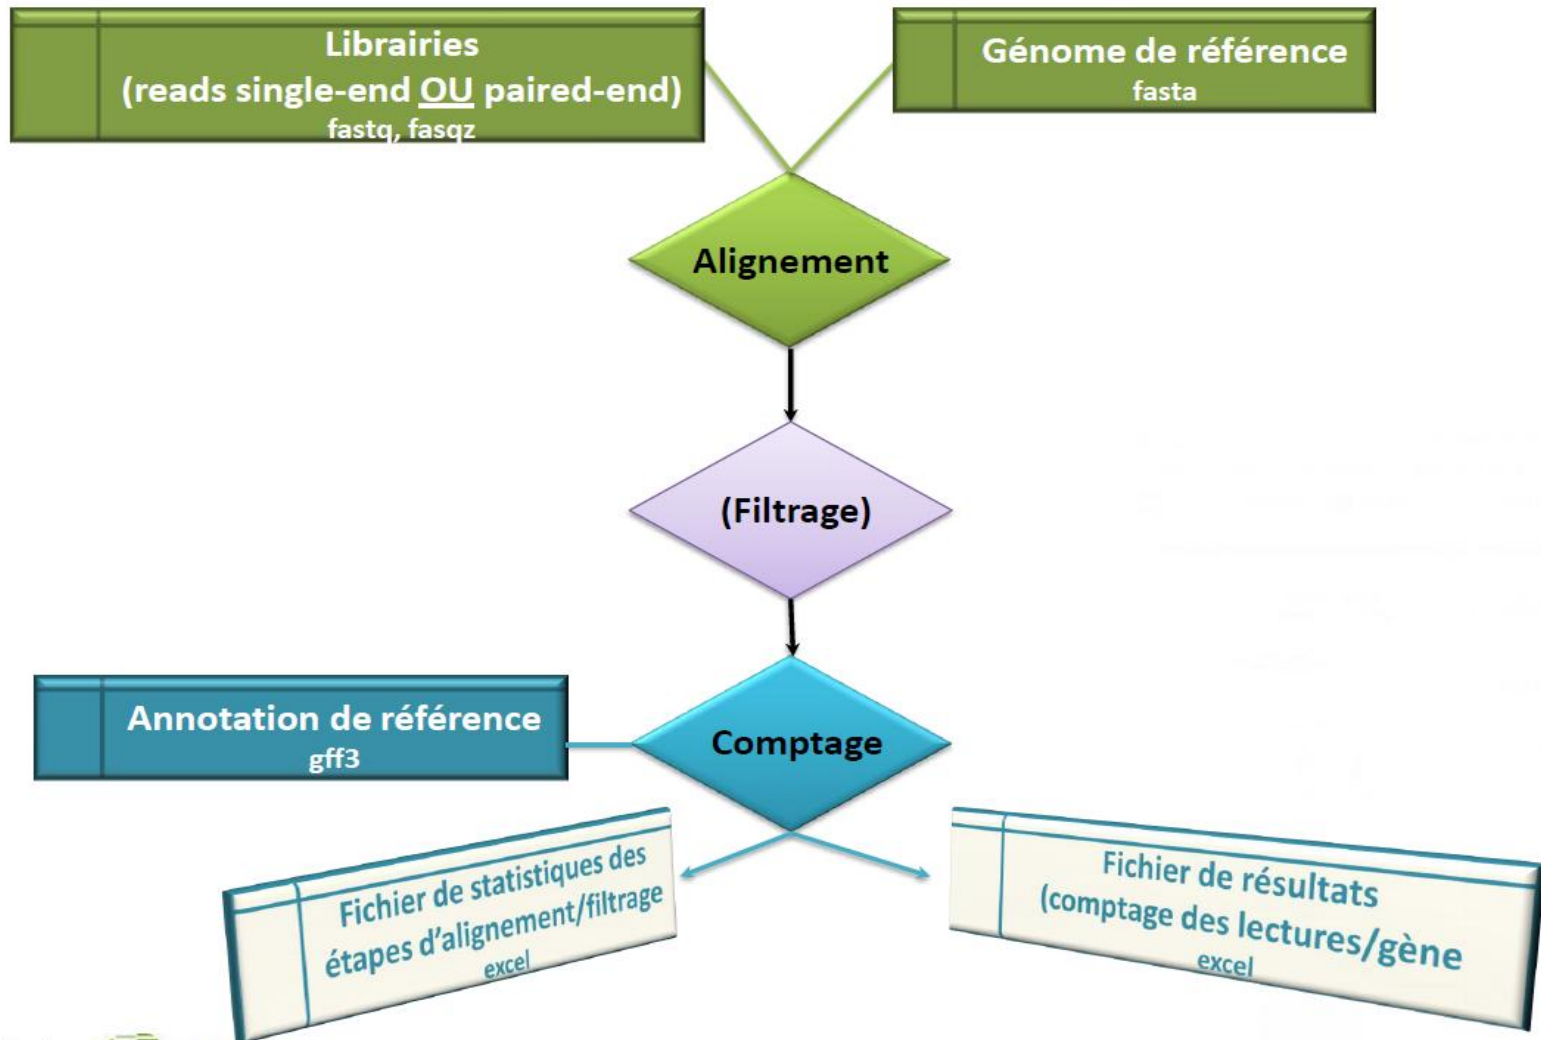 Librairies
(reads single-end OU paired-end)
fastq, fasqz
Génome de référence
fasta
Alignement
(Filtrage)
Annotation de référence
gff3
Comptage
Fichier de statistiques des
étapes d'alignement/filtrage
excel
Fichier de résultats
(comptage des lectures/gène
excel